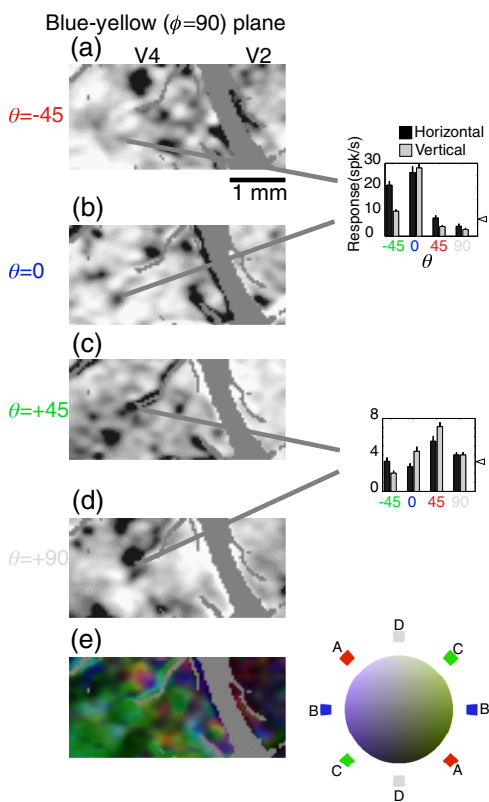 Blue-yellow (ϕ=90) plane
(a)
V4
V2
θ=-45
1 mm
(b)
θ=0
(c)
θ=+45
(d)
θ=+90
(e)
Horizontal
Vertical
Response(spk/s)
30
20
10
0
-45 0 45 90
θ
8
4
0
-45 0 45 90
D
A
C
B
B
C
A
D